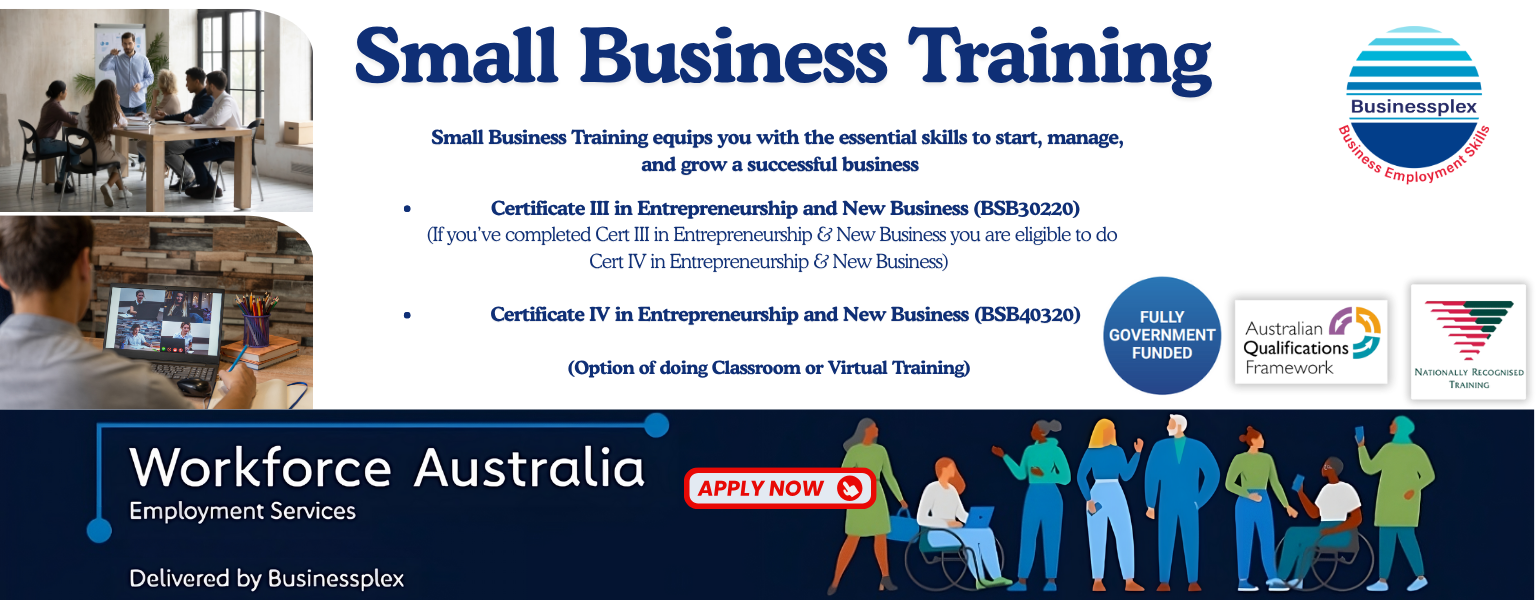 Small Business Training
Small Business Training equips you with the essential skills to start, manage,
and grow a successful business
• Certificate III in Entrepreneurship and New Business (BSB30220)
(If you've completed Cert III in Entrepreneurship & New Business you are eligible to do
Cert IV in Entrepreneurship & New Business)
• Certificate IV in Entrepreneurship and New Business (BSB40320)
(Option of doing Classroom or Virtual Training)
Businessplex
Business Employment Skills
FULLY
GOVERNMENT
FUNDED
Australian
Qualifications
Framework
NATIONALLY RECOGNISED
TRAINING
Workforce Australia
Employment Services
Delivered by Businessplex
APPLY NOW